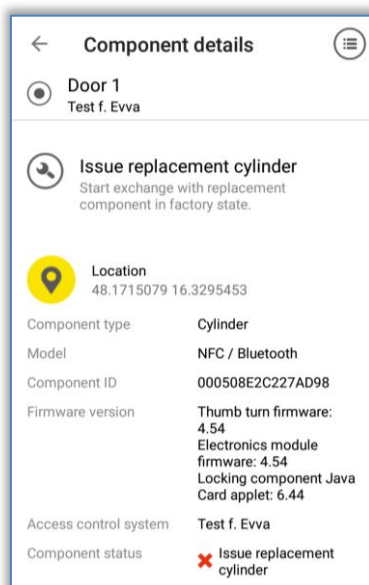 Component details
Door 1
Test f. Evva
Issue replacement cylinder
Start exchange with replacement
component in factory state.
Location
48.1715079 16.3295453
Component type Cylinder
Model NFC / Bluetooth
Component ID 000508E2C227AD98
Firmware version Thumb turn firmware:
4.54
Electronics module
firmware: 4.54
Locking component Java
Card applet: 6.44
Access control system Test f. Evva
Component status Issue replacement
cylinder